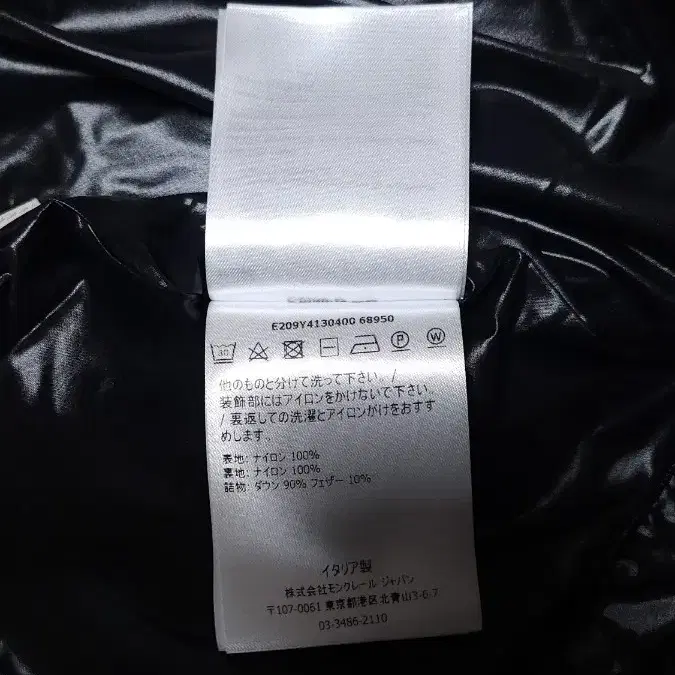 E209Y4130400 68950
30
P
W
他のものと分けて洗って下さい。/
装飾部にはアイロンをかけないで下さい。
/ 裏返しての洗濯とアイロンがけをおすす
めします。
表地: ナイロン 100%
裏地: ナイロン 100%
詰物: ダウン 90% フェザー 10%
イタリア製
株式会社モンクレール ジャパン
〒107-0061 東京都港区北青山3-6-7
03-3486-2110